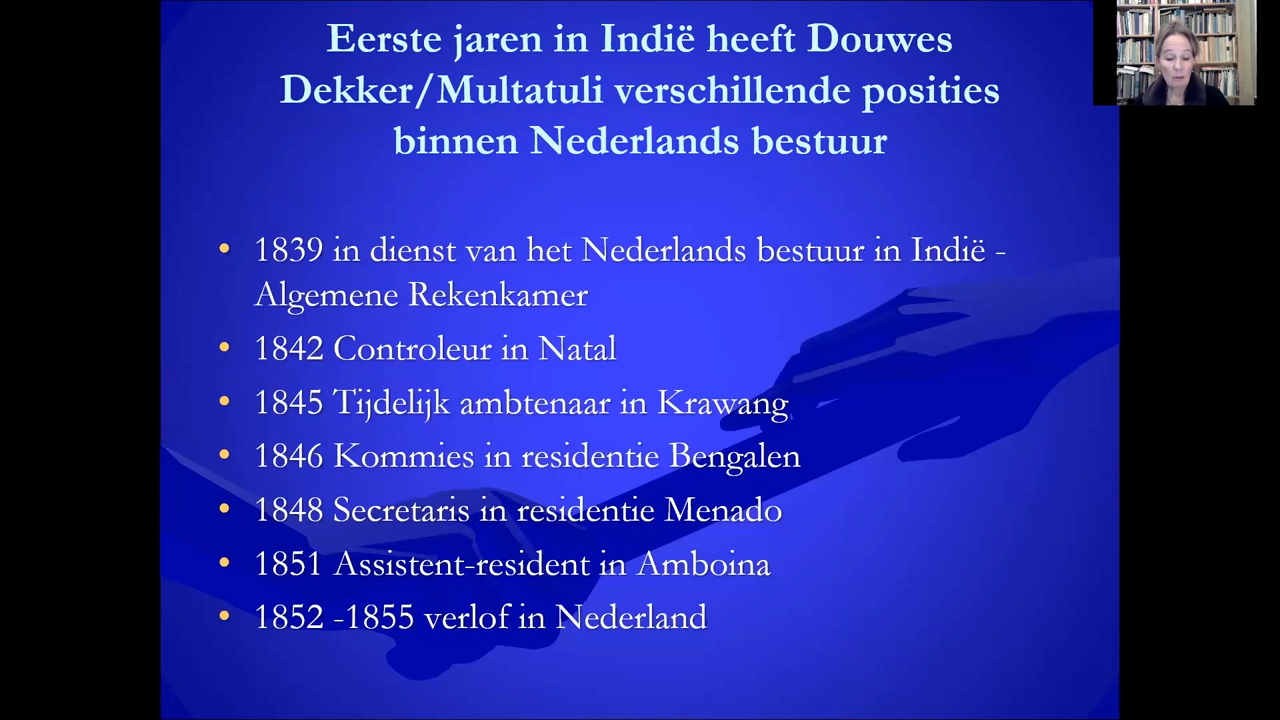 Eerste jaren in Indië heeft Douwes
Dekker/Multatuli verschillende posities
binnen Nederlands bestuur
• 1839 in dienst van het Nederlands bestuur in Indië -
Algemene Rekenkamer
• 1842 Controleur in Natal
• 1845 Tijdelijk ambtenaar in Krawang
• 1846 Kommies in residentie Bengalen
• 1848 Secretaris in residentie Menado
• 1851 Assistent-resident in Amboina
• 1852 -1855 verlof in Nederland